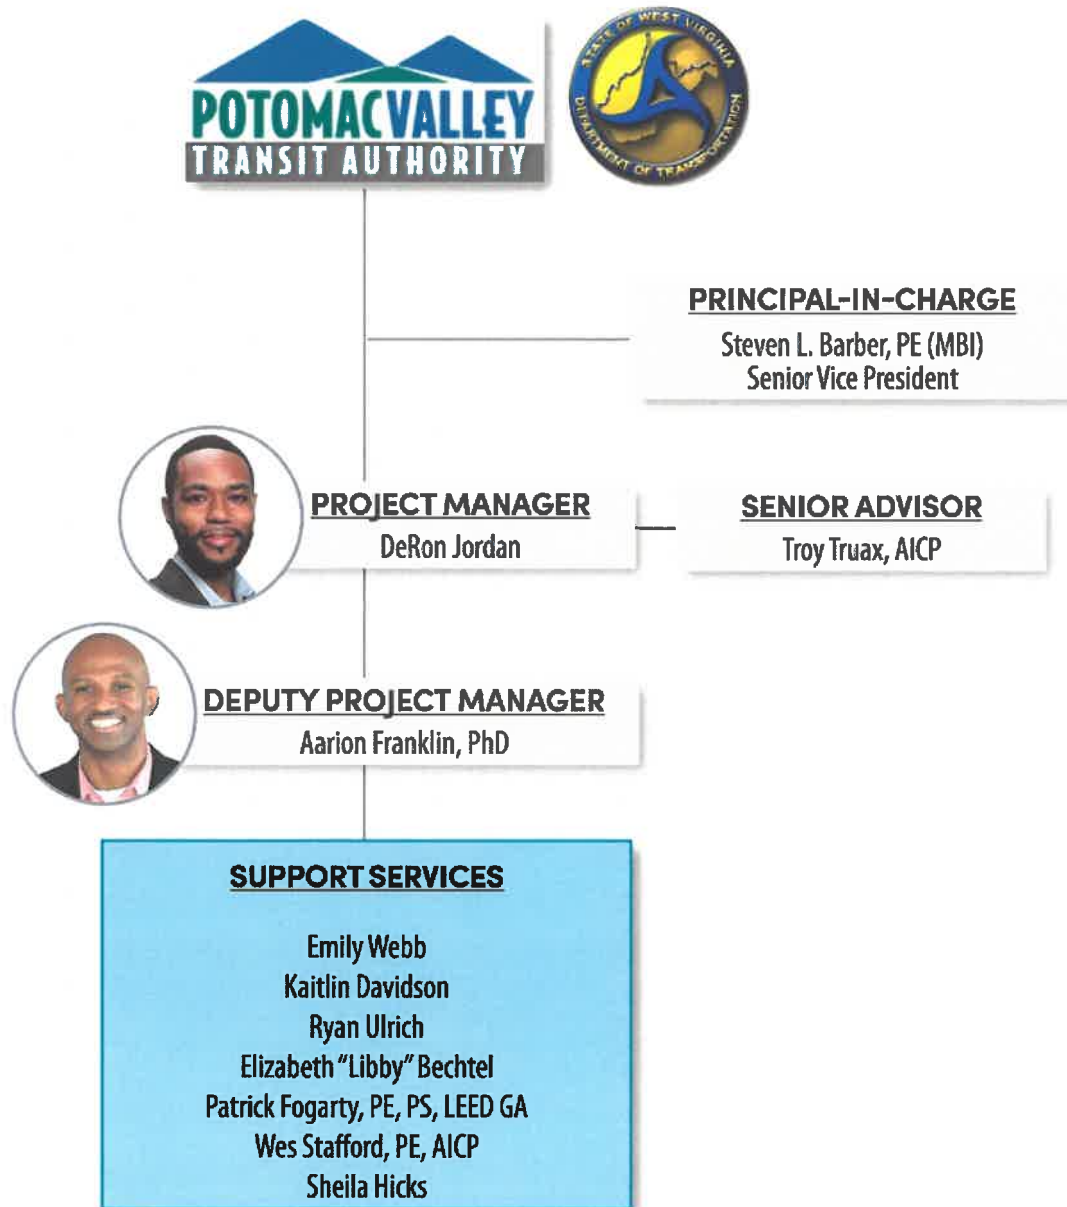 POTOMACVALLEY
TRANSIT AUTHORITY
STATE OF WEST VIRGINIA
DEPARTMENT OF TRANSPORTATION
PRINCIPAL-IN-CHARGE
Steven L. Barber, PE (MBI)
Senior Vice President
PROJECT MANAGER
DeRon Jordan
SENIOR ADVISOR
Troy Truax, AICP
DEPUTY PROJECT MANAGER
Aarion Franklin, PhD
SUPPORT SERVICES
Emily Webb
Kaitlin Davidson
Ryan Ulrich
Elizabeth "Libby" Bechtel
Patrick Fogarty, PE, PS, LEED GA
Wes Stafford, PE, AICP
Sheila Hicks